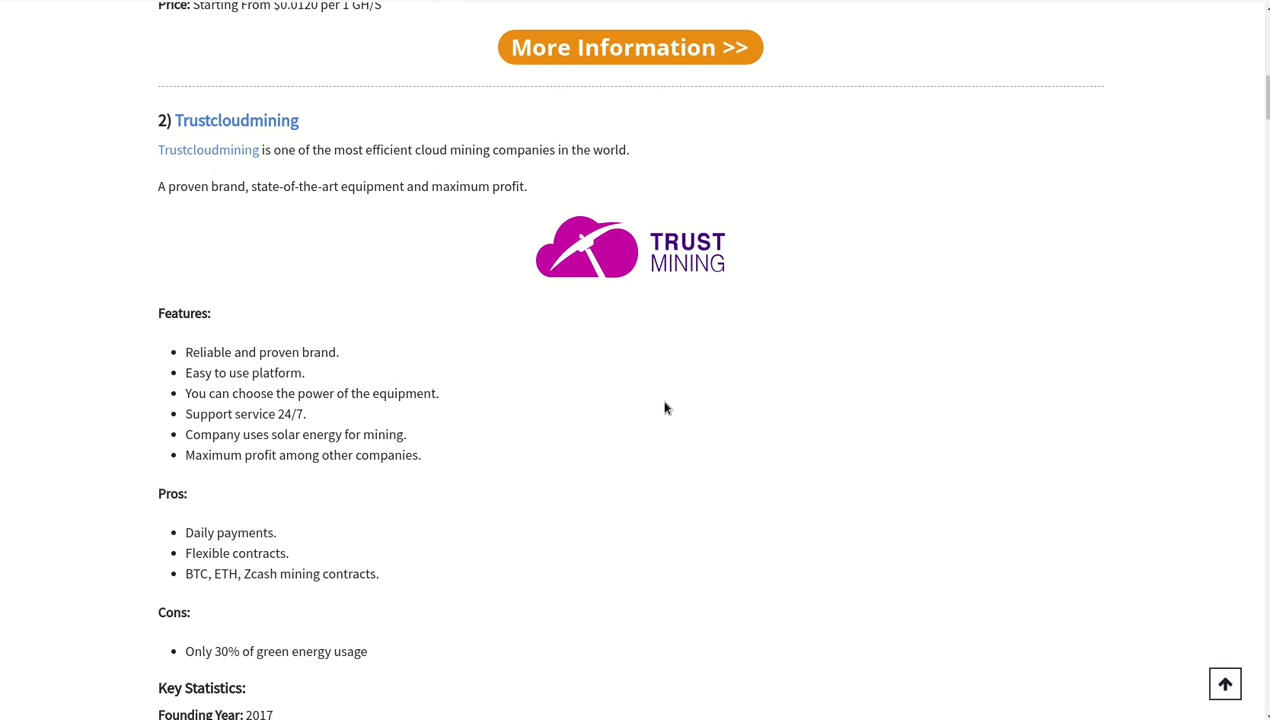 Price: Starting From $0.0120 per 1 GH/S
More Information >>
2) Trustcloudmining
Trustcloudmining is one of the most efficient cloud mining companies in the world.
A proven brand, state-of-the-art equipment and maximum profit.
TRUST
MINING
Features:
Reliable and proven brand.
Easy to use platform.
You can choose the power of the equipment.
Support service 24/7.
Company uses solar energy for mining.
Maximum profit among other companies.
Pros:
Daily payments.
Flexible contracts.
BTC, ETH, Zcash mining contracts.
Cons:
Only 30% of green energy usage
Key Statistics:
Founding Year: 2017